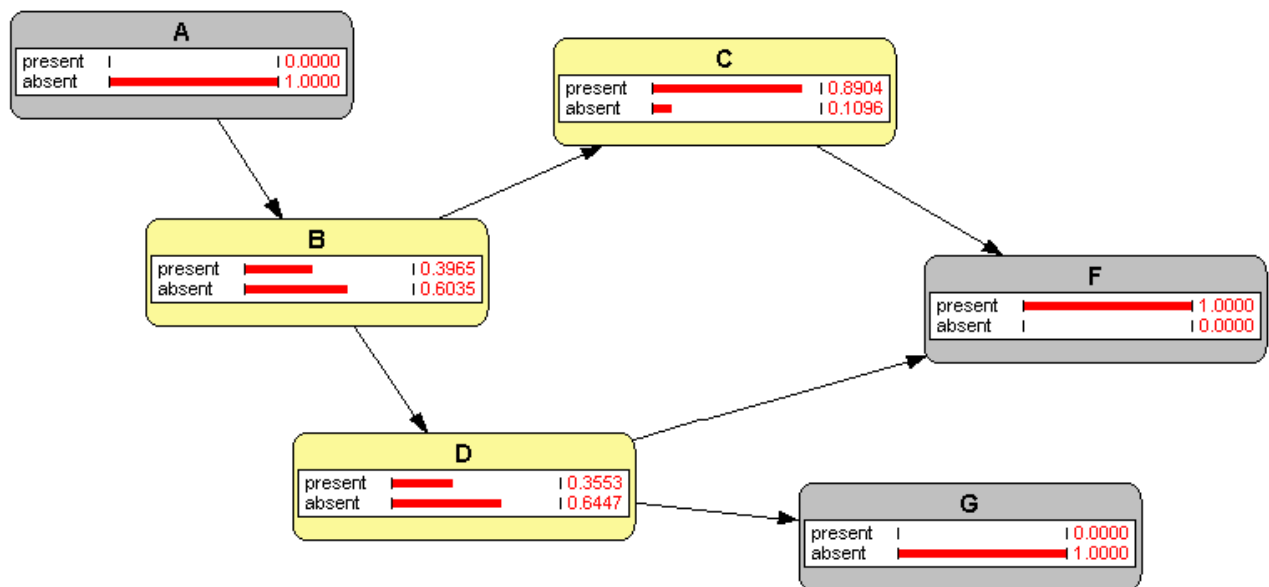 A
present 0.0000
absent 1.0000
C
present 0.8904
absent 0.1096
B
present 0.3965
absent 0.6035
F
present 1.0000
absent 0.0000
D
present 0.3553
absent 0.6447
G
present 0.0000
absent 1.0000